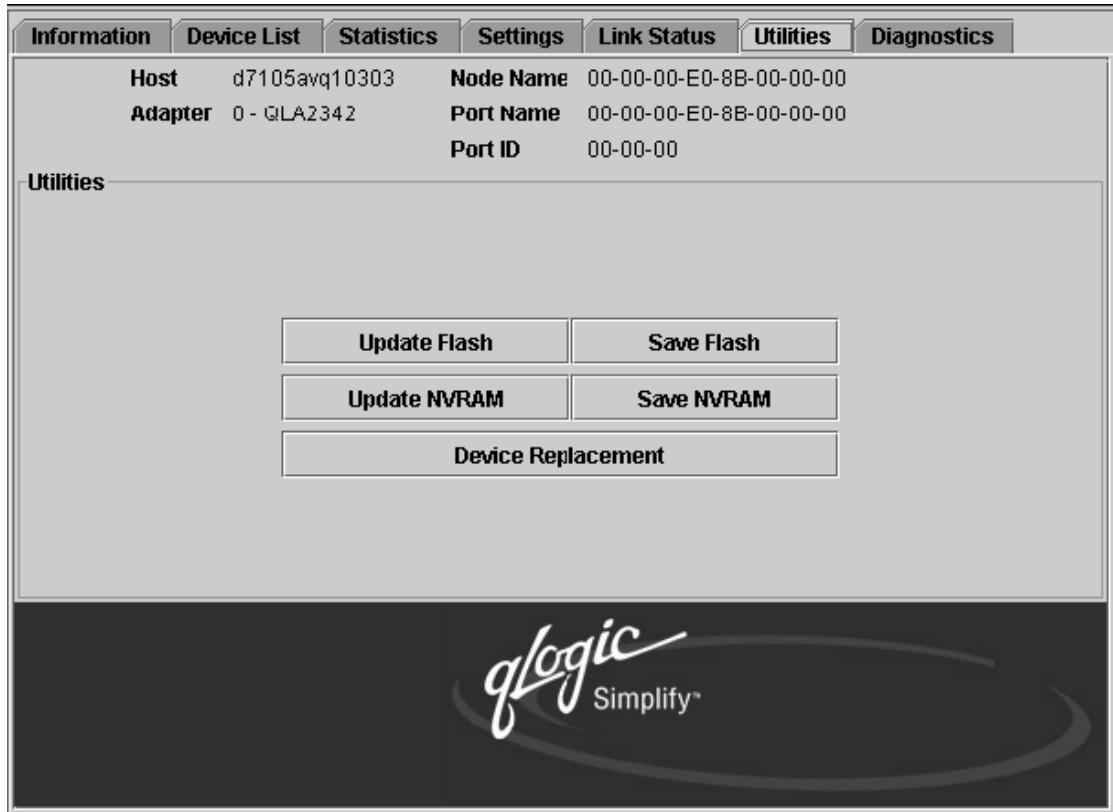 Information Device List Statistics Settings Link Status Utilities Diagnostics
Host d7105avq10303 Node Name 00-00-00-E0-8B-00-00-00
Adapter 0 - QLA2342 Port Name 00-00-00-E0-8B-00-00-00
Port ID 00-00-00
Utilities
Update Flash Save Flash
Update NVRAM Save NVRAM
Device Replacement
qlogic
Simplify™